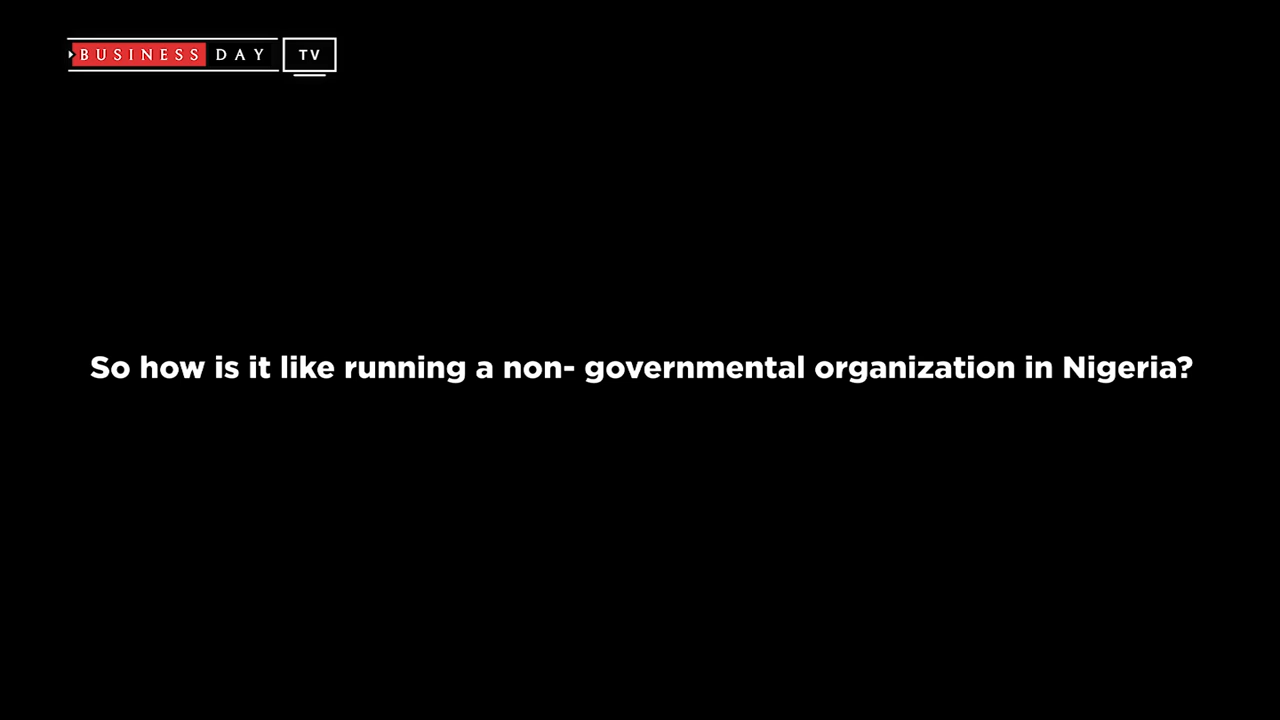 BUSINESS DAY TV
So how is it like running a non- governmental organization in Nigeria?